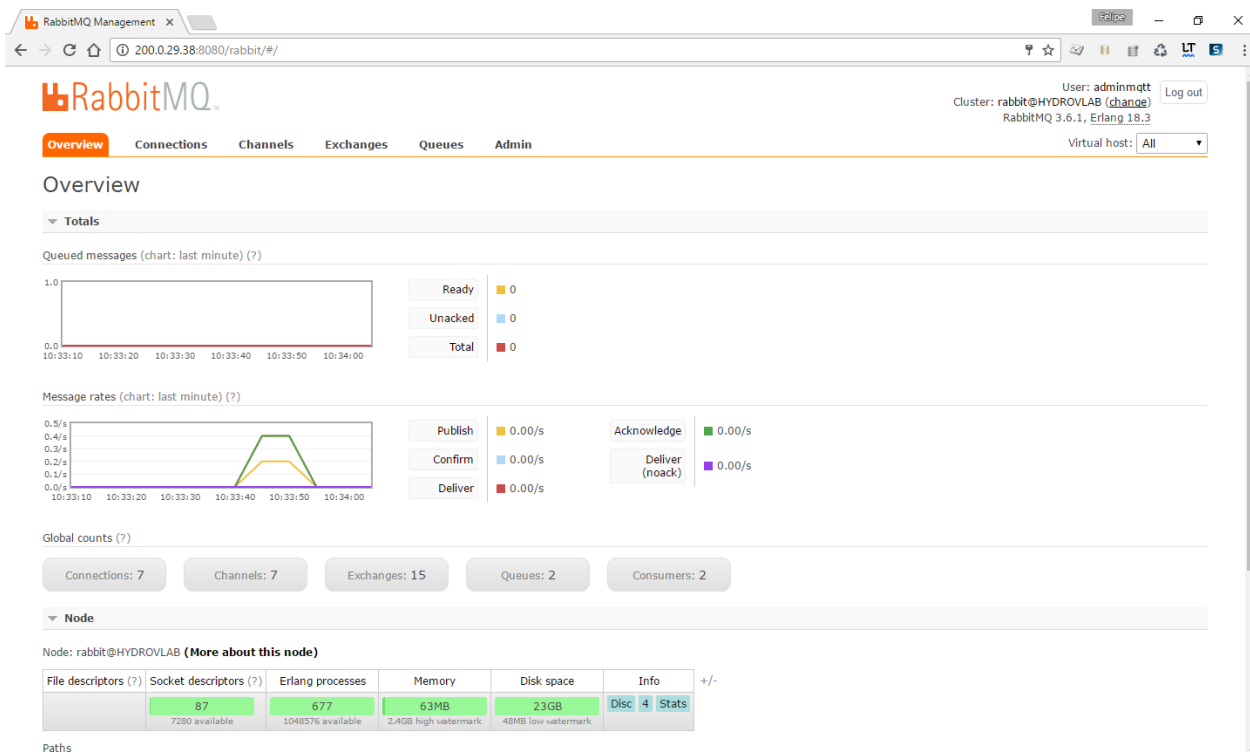 RabbitMQ Management
Felipe
200.0.29.38:8080/rabbit/#/
LT
S
RabbitMQ
User: adminmqtt
Log out
Cluster: rabbit@HYDROVLAB (change)
RabbitMQ 3.6.1, Erlang 18.3
Overview Connections Channels Exchanges Queues Admin
Virtual host: All
Overview
Totals
Queued messages (chart: last minute) (?)
1.0
0.0
10:33:10 10:33:20 10:33:30 10:33:40 10:33:50 10:34:00
Ready 0
Unacked 0
Total 0
Message rates (chart: last minute) (?)
0.5/s
0.4/s
0.3/s
0.2/s
0.1/s
0.0/s
10:33:10 10:33:20 10:33:30 10:33:40 10:33:50 10:34:00
Publish 0.00/s
Confirm 0.00/s
Deliver 0.00/s
Acknowledge 0.00/s
Deliver
(noack) 0.00/s
Global counts (?)
Connections: 7 Channels: 7 Exchanges: 15 Queues: 2 Consumers: 2
Node
Node: rabbit@HYDROVLAB (More about this node)
File descriptors (?) Socket descriptors (?) Erlang processes Memory Disk space Info +/-
87 677 63MB 23GB Disc 4 Stats
7280 available 1048576 available 2.4GB high watermark 48MB low watermark
Paths